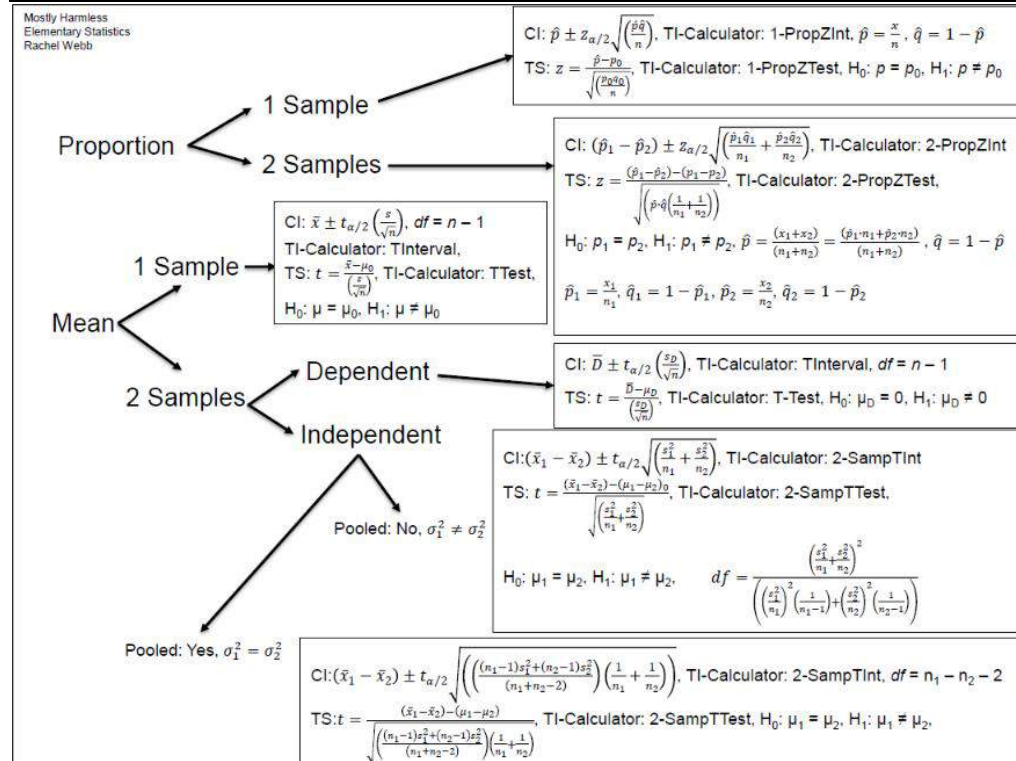 Mostly Harmless
Elementary Statistics
Rachel Webb
Proportion
1 Sample
CI: p̂ ± z_{α/2} √((p̂q̂/n)), TI-Calculator: 1-PropZInt, p̂ = x/n, q̂ = 1 − p̂
TS: z = (p̂−p₀)/√((p₀q₀/n)), TI-Calculator: 1-PropZTest, H₀: p = p₀, H₁: p ≠ p₀
2 Samples
CI: (p̂₁ − p̂₂) ± z_{α/2} √((p̂₁q̂₁/n₁ + p̂₂q̂₂/n₂)), TI-Calculator: 2-PropZInt
TS: z = ((p̂₁−p̂₂)−(p₁−p₂))/√((p̂·q̂(1/n₁+1/n₂))), TI-Calculator: 2-PropZTest,
H₀: p₁ = p₂, H₁: p₁ ≠ p₂, p̂ = (x₁+x₂)/(n₁+n₂) = (p̂₁·n₁+p̂₂·n₂)/(n₁+n₂), q̂ = 1 − p̂
p̂₁ = x₁/n₁, q̂₁ = 1 − p̂₁, p̂₂ = x₂/n₂, q̂₂ = 1 − p̂₂
Mean
1 Sample
CI: x̄ ± t_{α/2} (s/√n), df = n − 1
TI-Calculator: TInterval,
TS: t = (x̄−μ₀)/(s/√n), TI-Calculator: TTest,
H₀: μ = μ₀, H₁: μ ≠ μ₀
2 Samples
Dependent
CI: D̄ ± t_{α/2} (s_D/√n), TI-Calculator: TInterval, df = n − 1
TS: t = (D̄−μ_D)/(s_D/√n), TI-Calculator: T-Test, H₀: μ_D = 0, H₁: μ_D ≠ 0
Independent
Pooled: No, σ₁² ≠ σ₂²
CI:(x̄₁ − x̄₂) ± t_{α/2} √((s₁²/n₁ + s₂²/n₂)), TI-Calculator: 2-SampTInt
TS: t = ((x̄₁−x̄₂)−(μ₁−μ₂)₀)/√((s₁²/n₁+s₂²/n₂)), TI-Calculator: 2-SampTTest,
H₀: μ₁ = μ₂, H₁: μ₁ ≠ μ₂, df = (s₁²/n₁+s₂²/n₂)²/((s₁²/n₁)²(1/(n₁−1))+(s₂²/n₂)²(1/(n₂−1)))
Pooled: Yes, σ₁² = σ₂²
CI:(x̄₁ − x̄₂) ± t_{α/2} √((((n₁−1)s₁²+(n₂−1)s₂²)/(n₁+n₂−2))(1/n₁ + 1/n₂)), TI-Calculator: 2-SampTInt, df = n₁ − n₂ − 2
TS:t = ((x̄₁−x̄₂)−(μ₁−μ₂))/√((((n₁−1)s₁²+(n₂−1)s₂²)/(n₁+n₂−2))(1/n₁+1/n₂)), TI-Calculator: 2-SampTTest, H₀: μ₁ = μ₂, H₁: μ₁ ≠ μ₂,